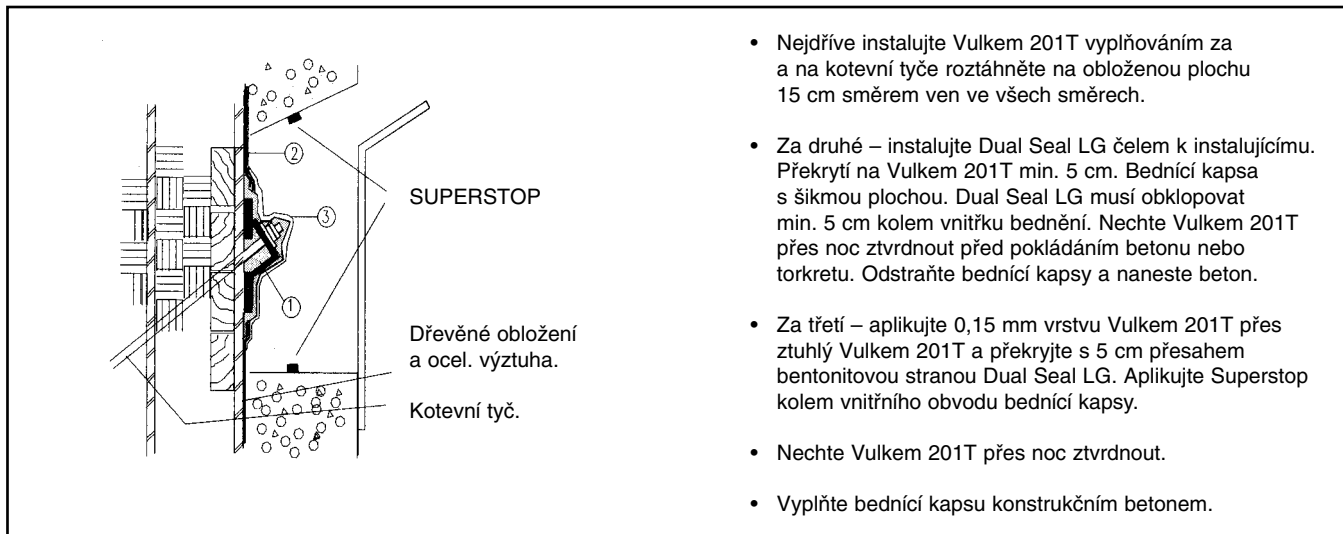 2
SUPERSTOP
3
1
Dřevěné obložení
a ocel. výztuha.
Kotevní tyč.
• Nejdříve instalujte Vulkem 201T vyplňováním za
a na kotevní tyče roztáhněte na obloženou plochu
15 cm směrem ven ve všech směrech.
• Za druhé – instalujte Dual Seal LG čelem k instalujícímu.
Překrytí na Vulkem 201T min. 5 cm. Bednící kapsa
s šikmou plochou. Dual Seal LG musí obklopovat
min. 5 cm kolem vnitřku bednění. Nechte Vulkem 201T
přes noc ztvrdnout před pokládáním betonu nebo
torkretu. Odstraňte bednící kapsy a naneste beton.
• Za třetí – aplikujte 0,15 mm vrstvu Vulkem 201T přes
ztuhlý Vulkem 201T a překryjte s 5 cm přesahem
bentonitovou stranou Dual Seal LG. Aplikujte Superstop
kolem vnitřního obvodu bednící kapsy.
• Nechte Vulkem 201T přes noc ztvrdnout.
• Vyplňte bednící kapsu konstrukčním betonem.